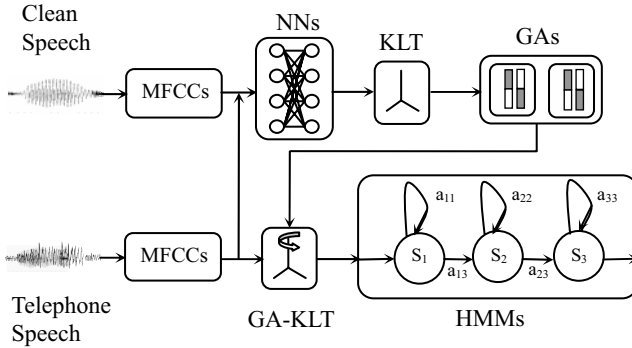 Clean
Speech
NNs
KLT
GAs
MFCCs
a11
a22
a33
MFCCs
S1
S2
S3
a13
a23
Telephone
Speech
GA-KLT
HMMs